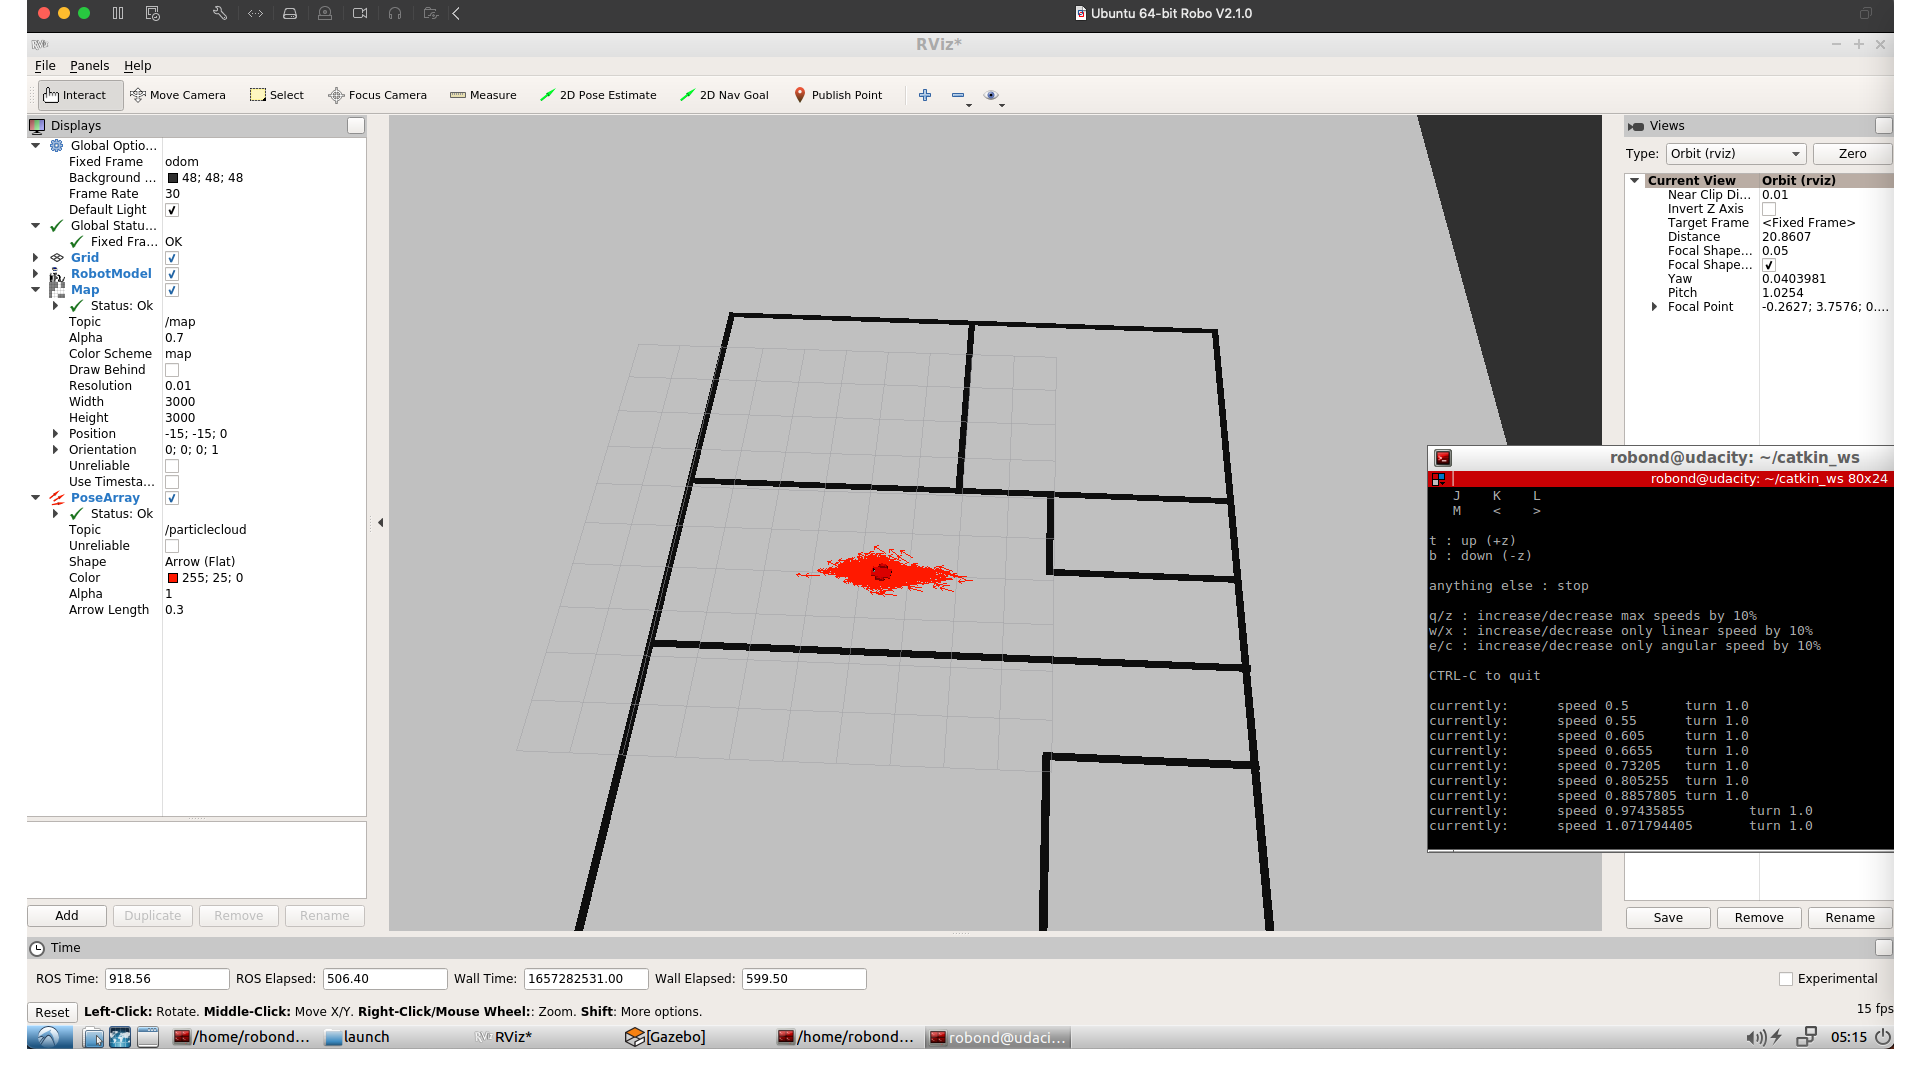 Ubuntu 64-bit Robo V2.1.0
RViz*
File Panels Help
Interact Move Camera Select Focus Camera Measure 2D Pose Estimate 2D Nav Goal Publish Point
Displays
Global Optio...
Fixed Frame odom
Background ... 48; 48; 48
Frame Rate 30
Default Light
Global Statu...
Fixed Fra... OK
Grid
RobotModel
Map
Status: Ok
Topic /map
Alpha 0.7
Color Scheme map
Draw Behind
Resolution 0.01
Width 3000
Height 3000
Position -15; -15; 0
Orientation 0; 0; 0; 1
Unreliable
Use Timesta...
PoseArray
Status: Ok
Topic /particlecloud
Unreliable
Shape Arrow (Flat)
Color 255; 25; 0
Alpha 1
Arrow Length 0.3
Add Duplicate Remove Rename
Views
Type: Orbit (rviz) Zero
Current View Orbit (rviz)
Near Clip Di... 0.01
Invert Z Axis
Target Frame <Fixed Frame>
Distance 20.8607
Focal Shape... 0.05
Focal Shape...
Yaw 0.0403981
Pitch 1.0254
Focal Point -0.2627; 3.7576; 0....
robond@udacity: ~/catkin_ws
robond@udacity: ~/catkin_ws 80x24
J K L
M < >
t : up (+z)
b : down (-z)
anything else : stop
q/z : increase/decrease max speeds by 10%
w/x : increase/decrease only linear speed by 10%
e/c : increase/decrease only angular speed by 10%
CTRL-C to quit
currently: speed 0.5 turn 1.0
currently: speed 0.55 turn 1.0
currently: speed 0.605 turn 1.0
currently: speed 0.6655 turn 1.0
currently: speed 0.73205 turn 1.0
currently: speed 0.805255 turn 1.0
currently: speed 0.8857805 turn 1.0
currently: speed 0.97435855 turn 1.0
currently: speed 1.071794405 turn 1.0
Save Remove Rename
Time
ROS Time: 918.56 ROS Elapsed: 506.40 Wall Time: 1657282531.00 Wall Elapsed: 599.50 Experimental
Reset Left-Click: Rotate. Middle-Click: Move X/Y. Right-Click/Mouse Wheel:: Zoom. Shift: More options. 15 fps
/home/robond... launch RViz* [Gazebo] /home/robond... robond@udaci... 05:15